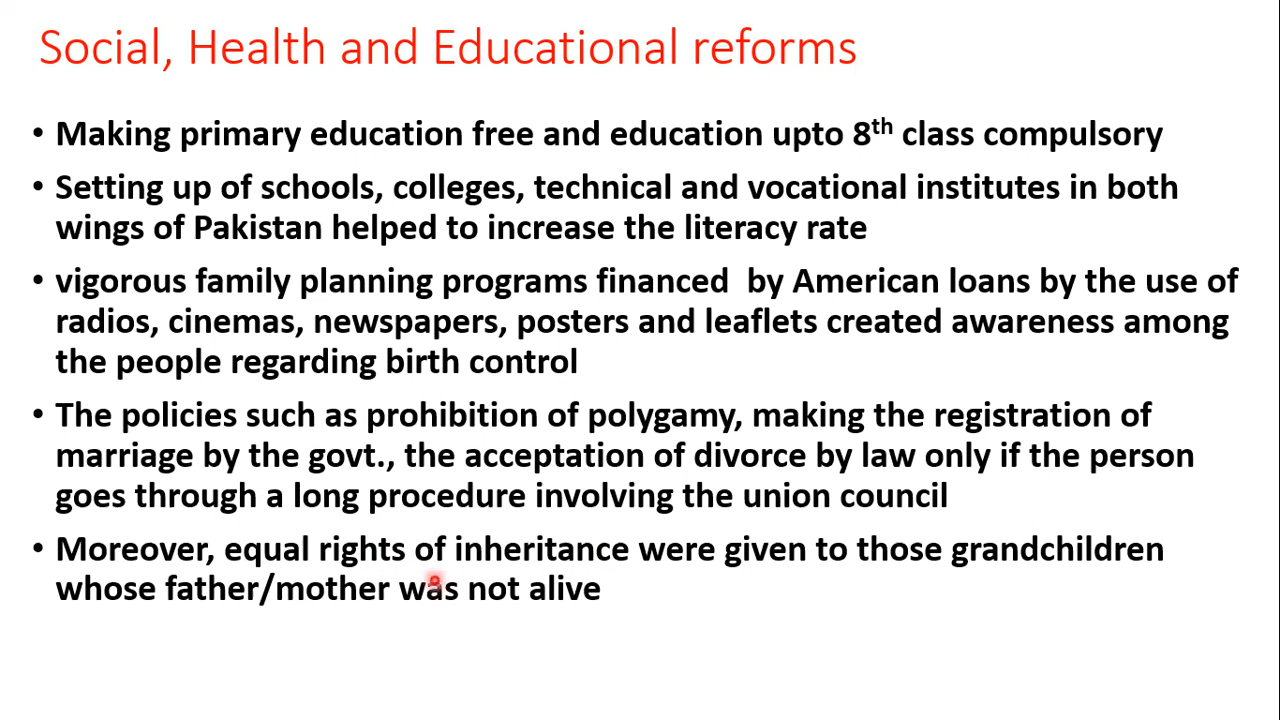 Social, Health and Educational reforms
• Making primary education free and education upto 8th class compulsory
• Setting up of schools, colleges, technical and vocational institutes in both
wings of Pakistan helped to increase the literacy rate
• vigorous family planning programs financed  by American loans by the use of
radios, cinemas, newspapers, posters and leaflets created awareness among
the people regarding birth control
• The policies such as prohibition of polygamy, making the registration of
marriage by the govt., the acceptation of divorce by law only if the person
goes through a long procedure involving the union council
• Moreover, equal rights of inheritance were given to those grandchildren
whose father/mother was not alive